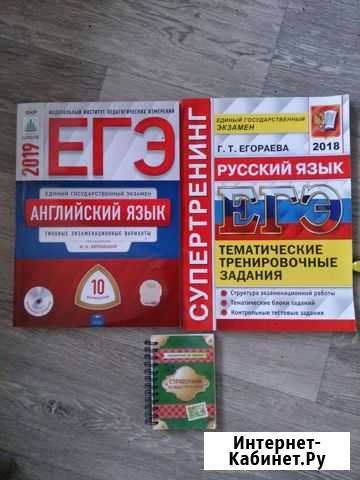 ФЕДЕРАЛЬНЫЙ ИНСТИТУТ ПЕДАГОГИЧЕСКИХ ИЗМЕРЕНИЙ
2019
ЕГЭ
ЕДИНЫЙ ГОСУДАРСТВЕННЫЙ ЭКЗАМЕН
АНГЛИЙСКИЙ ЯЗЫК
ТИПОВЫЕ ЭКЗАМЕНАЦИОННЫЕ ВАРИАНТЫ
10
ВАРИАНТОВ
СУПЕРТРЕНИНГ
ЕДИНЫЙ ГОСУДАРСТВЕННЫЙ
ЭКЗАМЕН
Г. Т. ЕГОРАЕВА
2018
РУССКИЙ ЯЗЫК
ЕГЭ
ТЕМАТИЧЕСКИЕ
ТРЕНИРОВОЧНЫЕ
ЗАДАНИЯ
Структура экзаменационной работы
Тематические блоки заданий
Контрольные тестовые задания
СПРАВОЧНИК
Интернет-
Кабинет.Ру